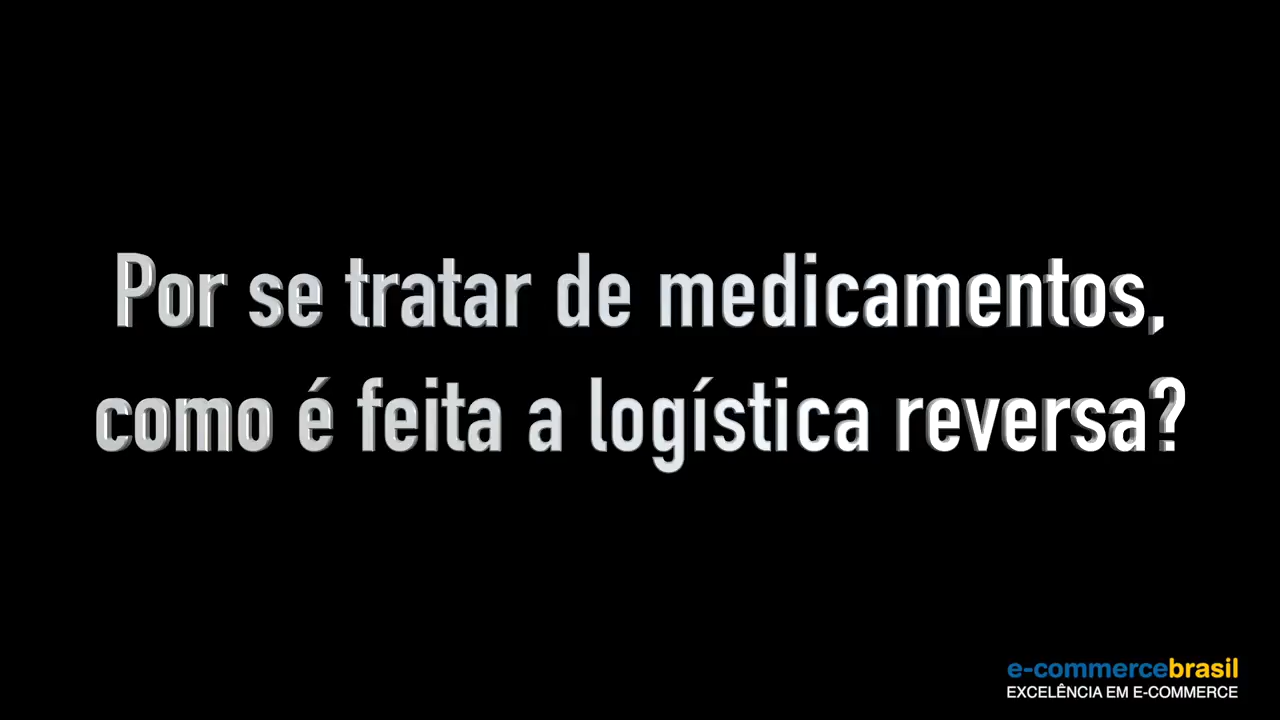 Por se tratar de medicamentos,
como é feita a logística reversa?
e-commercebrasil
EXCELÊNCIA EM E-COMMERCE